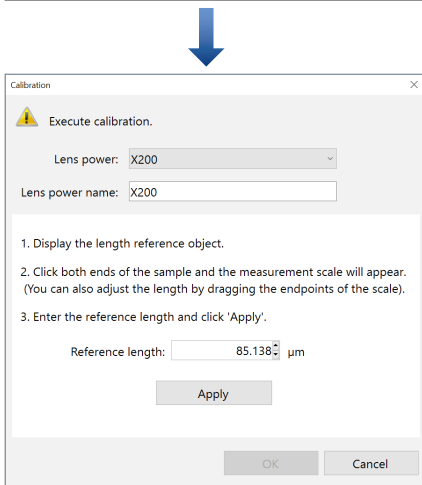 Calibration
Execute calibration.
Lens power: X200
Lens power name: X200
1. Display the length reference object.
2. Click both ends of the sample and the measurement scale will appear.
(You can also adjust the length by dragging the endpoints of the scale).
3. Enter the reference length and click 'Apply'.
Reference length: 85.138 μm
Apply
OK Cancel